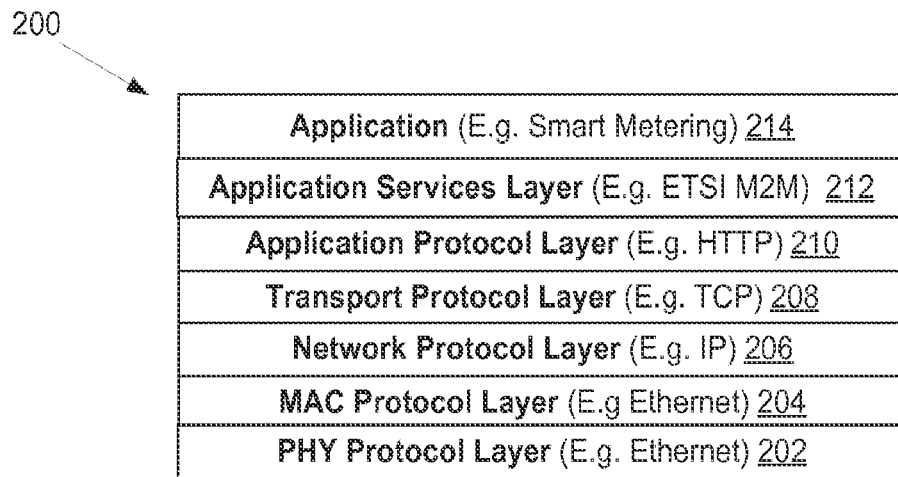 200
Application (E.g. Smart Metering) 214
Application Services Layer (E.g. ETSI M2M) 212
Application Protocol Layer (E.g. HTTP) 210
Transport Protocol Layer (E.g. TCP) 208
Network Protocol Layer (E.g. IP) 206
MAC Protocol Layer (E.g Ethernet) 204
PHY Protocol Layer (E.g. Ethernet) 202